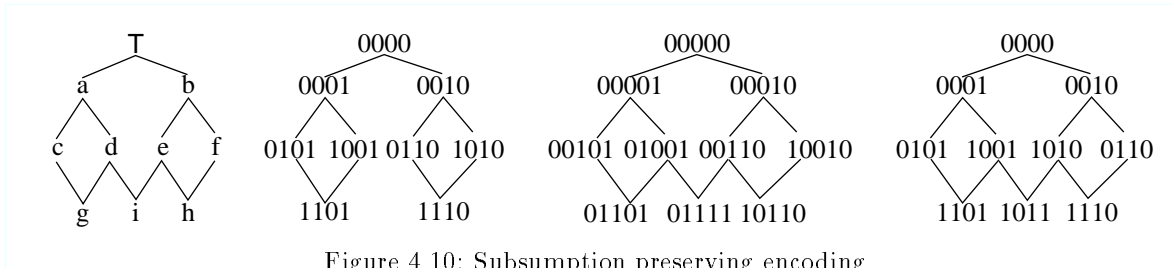 T 0000 00000 0000
a b 0001 0010 00001 00010 0001 0010
c d e f 0101 1001 0110 1010 00101 01001 00110 10010 0101 1001 1010 0110
g i h 1101 1110 01101 01111 10110 1101 1011 1110
Figure 4.10: Subsumption preserving encoding